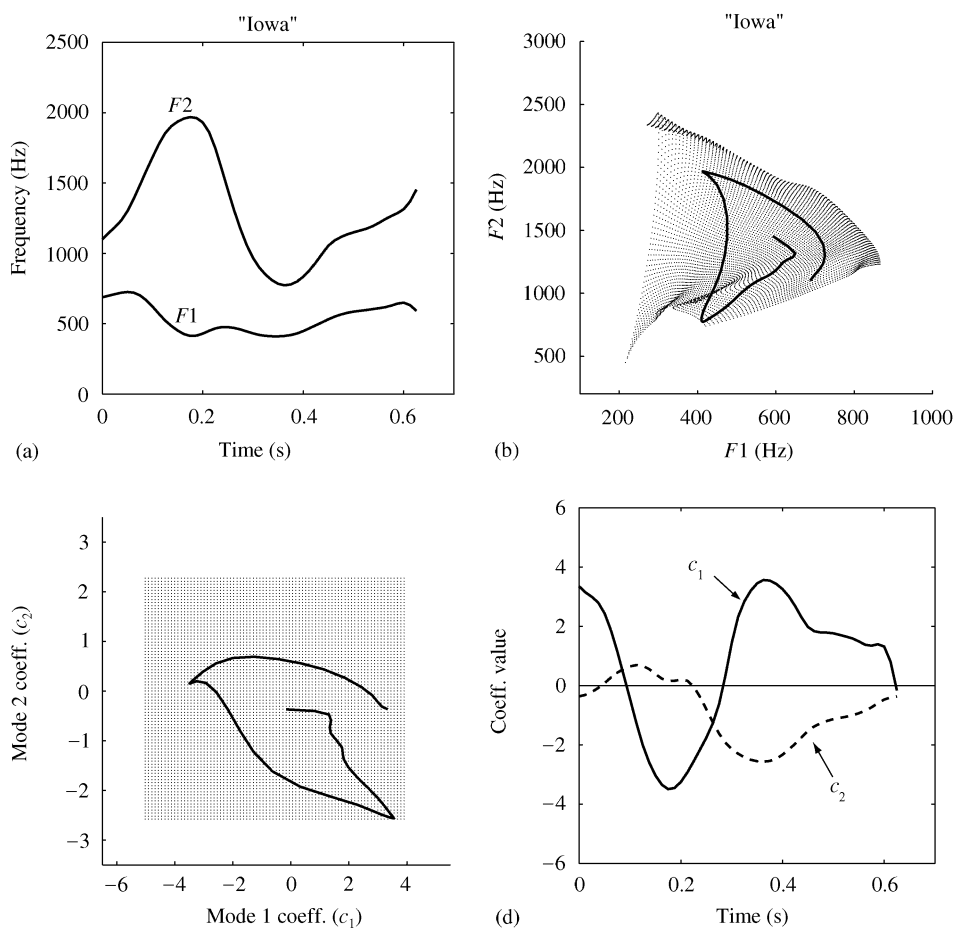 "Iowa"
2500
2000
1500
1000
500
0
Frequency (Hz)
F2
F1
0
0.2
0.4
0.6
Time (s)
(a)
"Iowa"
3000
2500
2000
1500
1000
500
F2 (Hz)
200
400
600
800
1000
F1 (Hz)
(b)
3
2
1
0
−1
−2
−3
Mode 2 coeff. (c2)
−6
−4
−2
0
2
4
Mode 1 coeff. (c1)
6
4
2
0
−2
−4
−6
Coeff. value
c1
c2
0
0.2
0.4
0.6
Time (s)
(d)